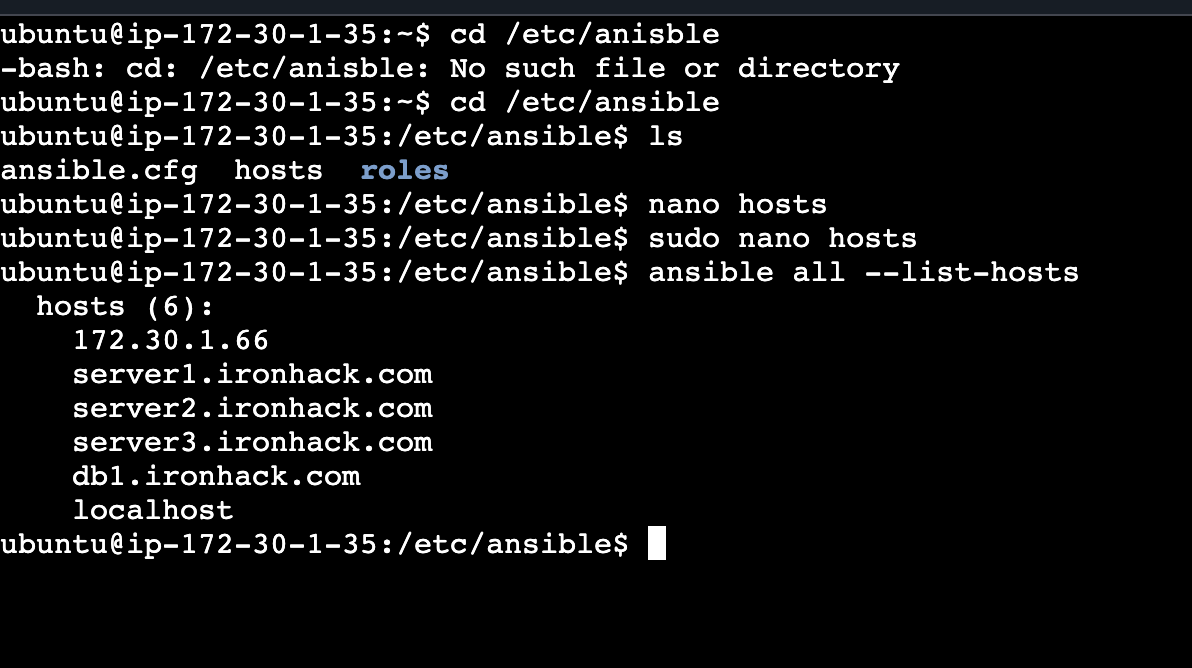 ubuntu@ip-172-30-1-35:~$ cd /etc/anisble
-bash: cd: /etc/anisble: No such file or directory
ubuntu@ip-172-30-1-35:~$ cd /etc/ansible
ubuntu@ip-172-30-1-35:/etc/ansible$ ls
ansible.cfg  hosts  roles
ubuntu@ip-172-30-1-35:/etc/ansible$ nano hosts
ubuntu@ip-172-30-1-35:/etc/ansible$ sudo nano hosts
ubuntu@ip-172-30-1-35:/etc/ansible$ ansible all --list-hosts
  hosts (6):
    172.30.1.66
    server1.ironhack.com
    server2.ironhack.com
    server3.ironhack.com
    db1.ironhack.com
    localhost
ubuntu@ip-172-30-1-35:/etc/ansible$